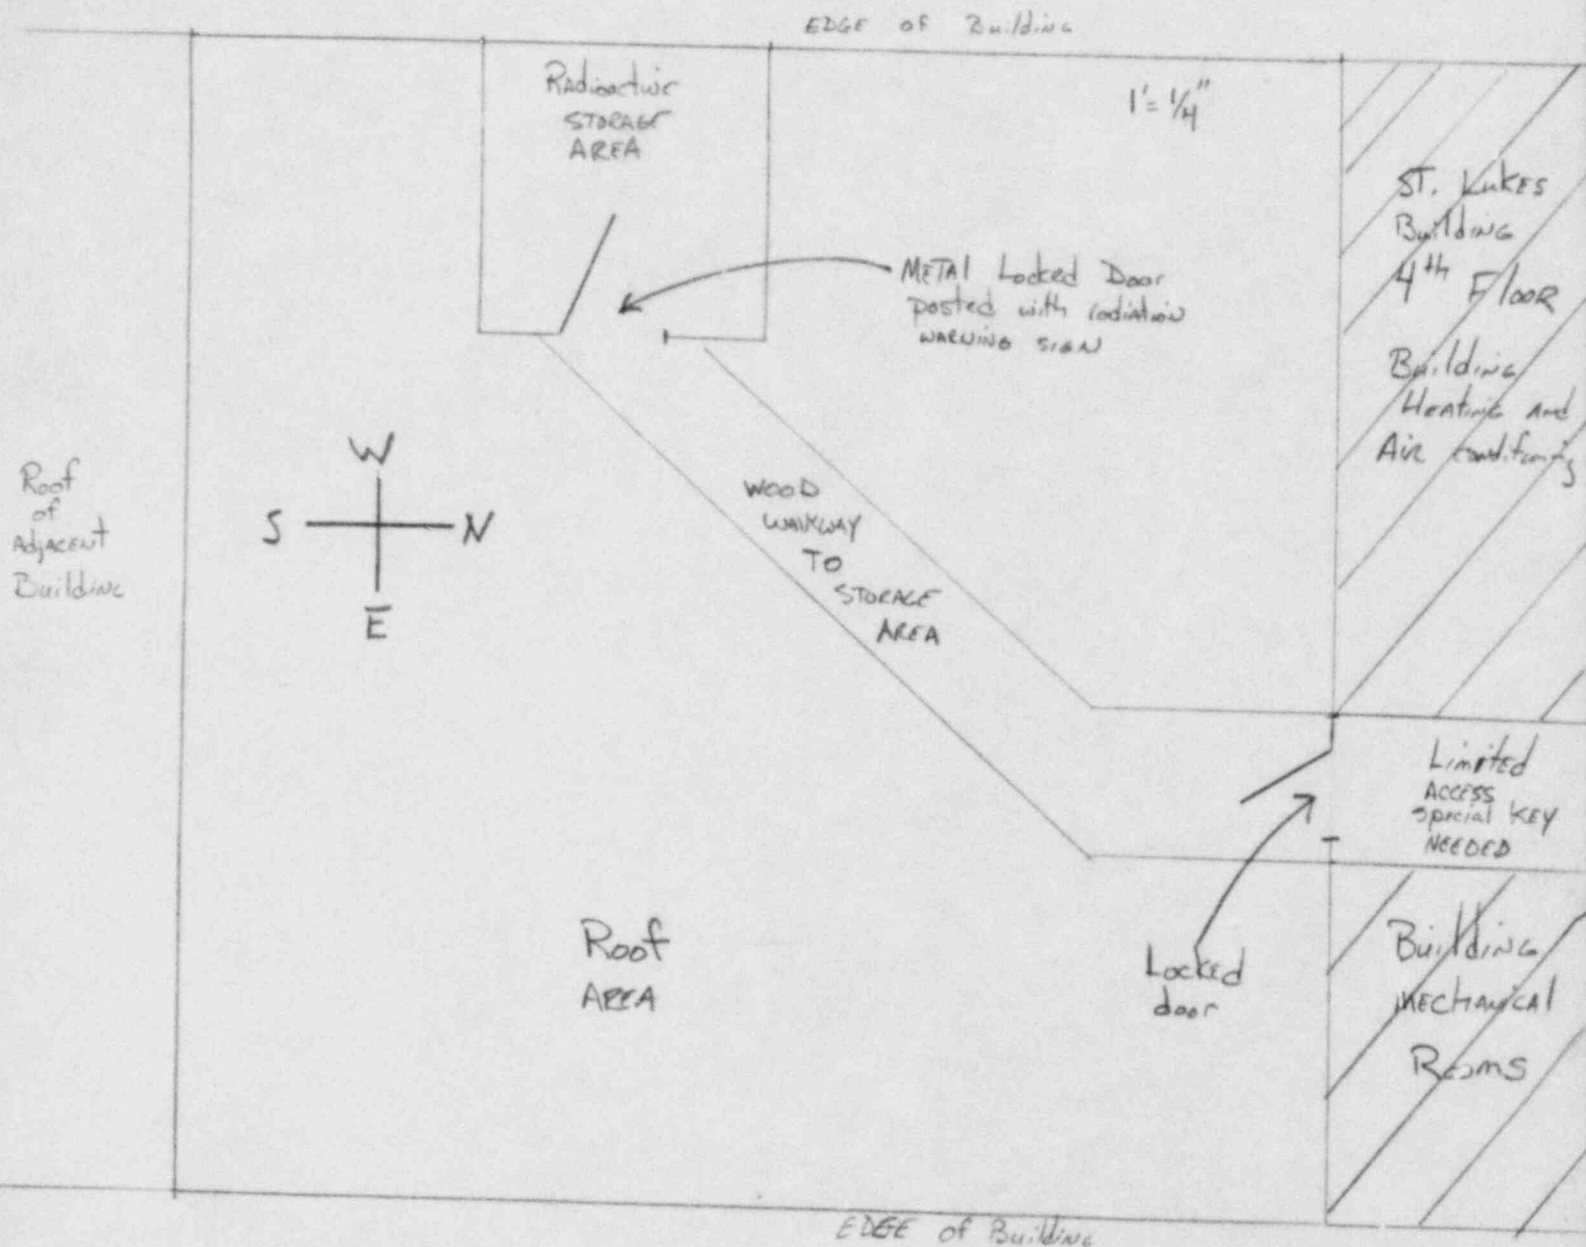 EDGE of Building
Radioactive
STORAGE
AREA
1' = 1/4"
METAL Locked Door
posted with radiation
WARNING SIGN
ST. LUKES
Building
4th Floor
Building
Heating and
Air conditioning
Roof
of
Adjacent
Building
W
S N
E
WOOD
WALKWAY
TO
STORAGE
AREA
Limited
ACCESS
Special KEY
NEEDED
Roof
AREA
Locked
door
Building
MECHANICAL
Rooms
EDGE of Building